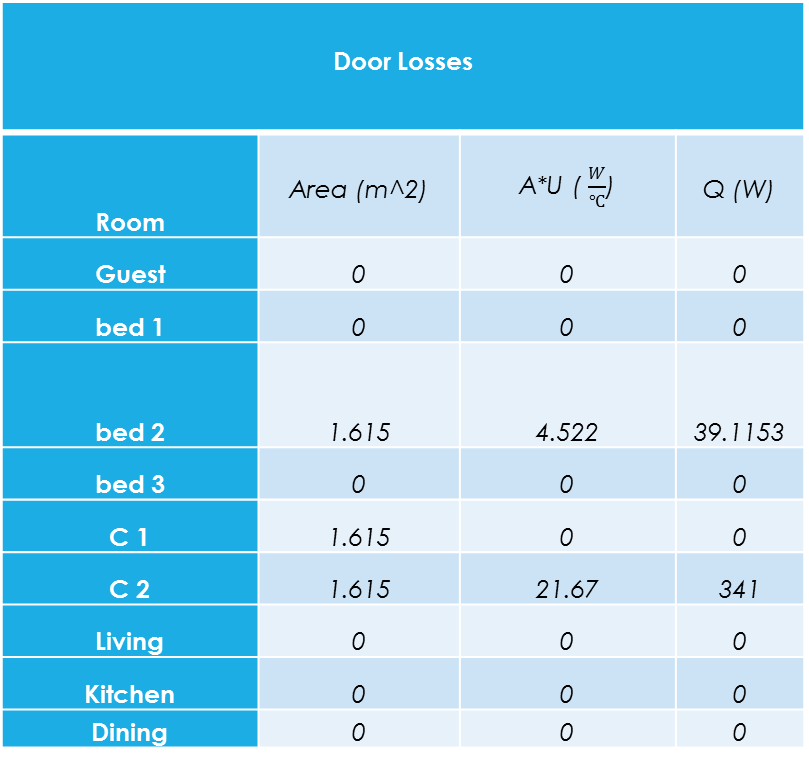 Door Losses
Room Area (m^2) A*U (W/°C) Q (W)
Guest 0 0 0
bed 1 0 0 0
bed 2 1.615 4.522 39.1153
bed 3 0 0 0
C 1 1.615 0 0
C 2 1.615 21.67 341
Living 0 0 0
Kitchen 0 0 0
Dining 0 0 0